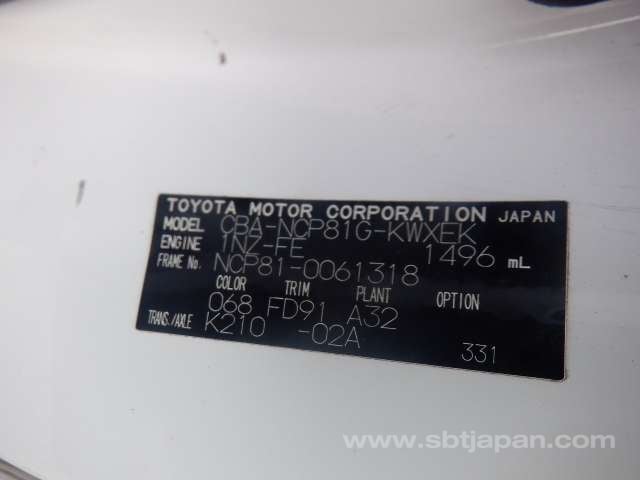 TOYOTA MOTOR CORPORATION JAPAN
MODEL CBA-NCP81G-KWXEK
ENGINE 1NZ-FE 1496 mL
FRAME No. NCP81-0061318
COLOR TRIM PLANT OPTION
068 FD91 A32
TRANS./AXLE K210 -02A
331
www.sbtjapan.com